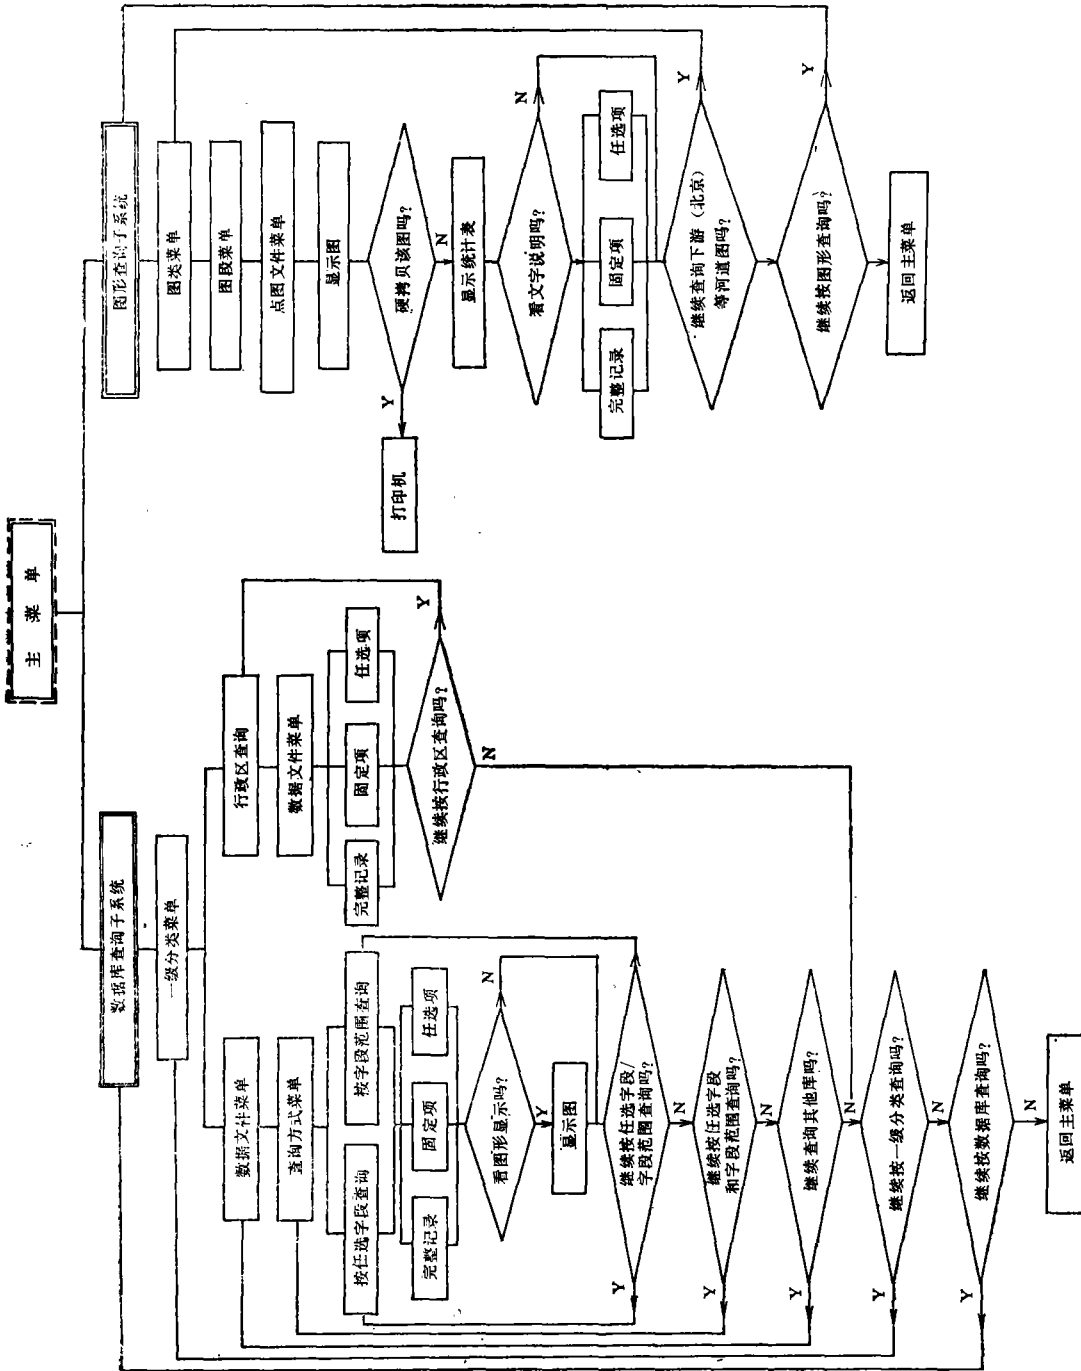 主菜单
数据库查询子系统
一级分类菜单
数据文件菜单
查询方式菜单
按任选字段查询
按字段范围查询
完整记录
固定项
任选项
看图形显示吗?
N
Y
显示图
继续按任选字段/
字段范围查询吗?
Y
N
继续按任选字段
和字段范围查询吗?
Y
N
继续查询其他库吗?
Y
N
继续按一级分类查询吗?
Y
N
继续按数据库查询吗?
Y
N
返回主菜单
行政区查询
数据文件菜单
完整记录
固定项
任选项
继续按行政区查询吗?
Y
N
图形查询子系统
图类菜单
图段菜单
点图文件菜单
显示图
硬拷贝该图吗?
Y
N
打印机
显示统计表
看文字说明吗?
N
完整记录
固定项
任选项
继续查询下游（北京）
等河道图吗?
Y
继续按图形查询吗?
Y
返回主菜单